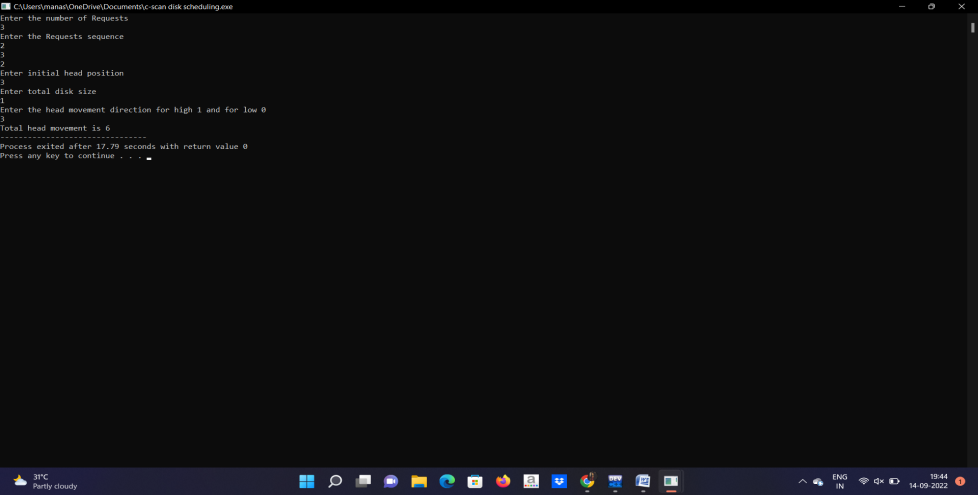 C:\Users\manas\OneDrive\Documents\c-scan disk scheduling.exe
Enter the number of Requests
3
Enter the Requests sequence
2
3
2
Enter initial head position
3
Enter total disk size
1
Enter the head movement direction for high 1 and for low 0
3
Total head movement is 6
--------------------------------
Process exited after 17.79 seconds with return value 0
Press any key to continue . . .
31°C
Partly cloudy
a
DEV
ENG
IN
19:44
14-09-2022
1